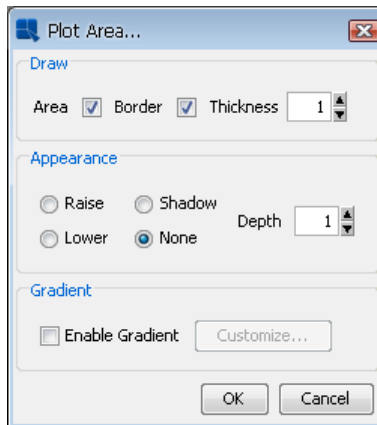 Plot Area...
Draw
Area Border Thickness 1
Appearance
Raise Shadow
Depth 1
Lower None
Gradient
Enable Gradient Customize...
OK Cancel